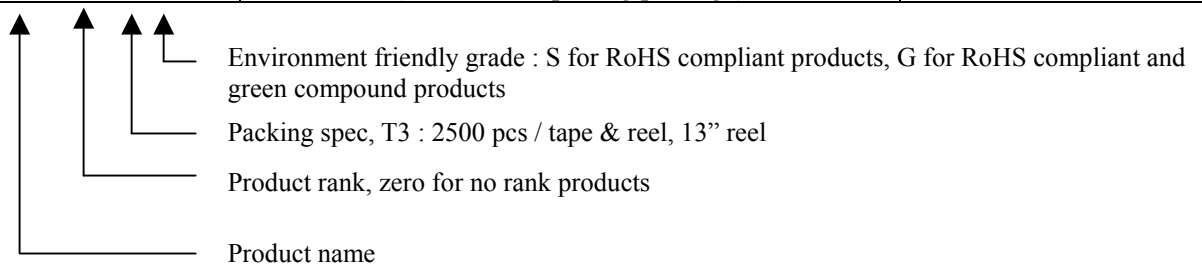 Environment friendly grade : S for RoHS compliant products, G for RoHS compliant and
green compound products
Packing spec, T3 : 2500 pcs / tape & reel, 13” reel
Product rank, zero for no rank products
Product name